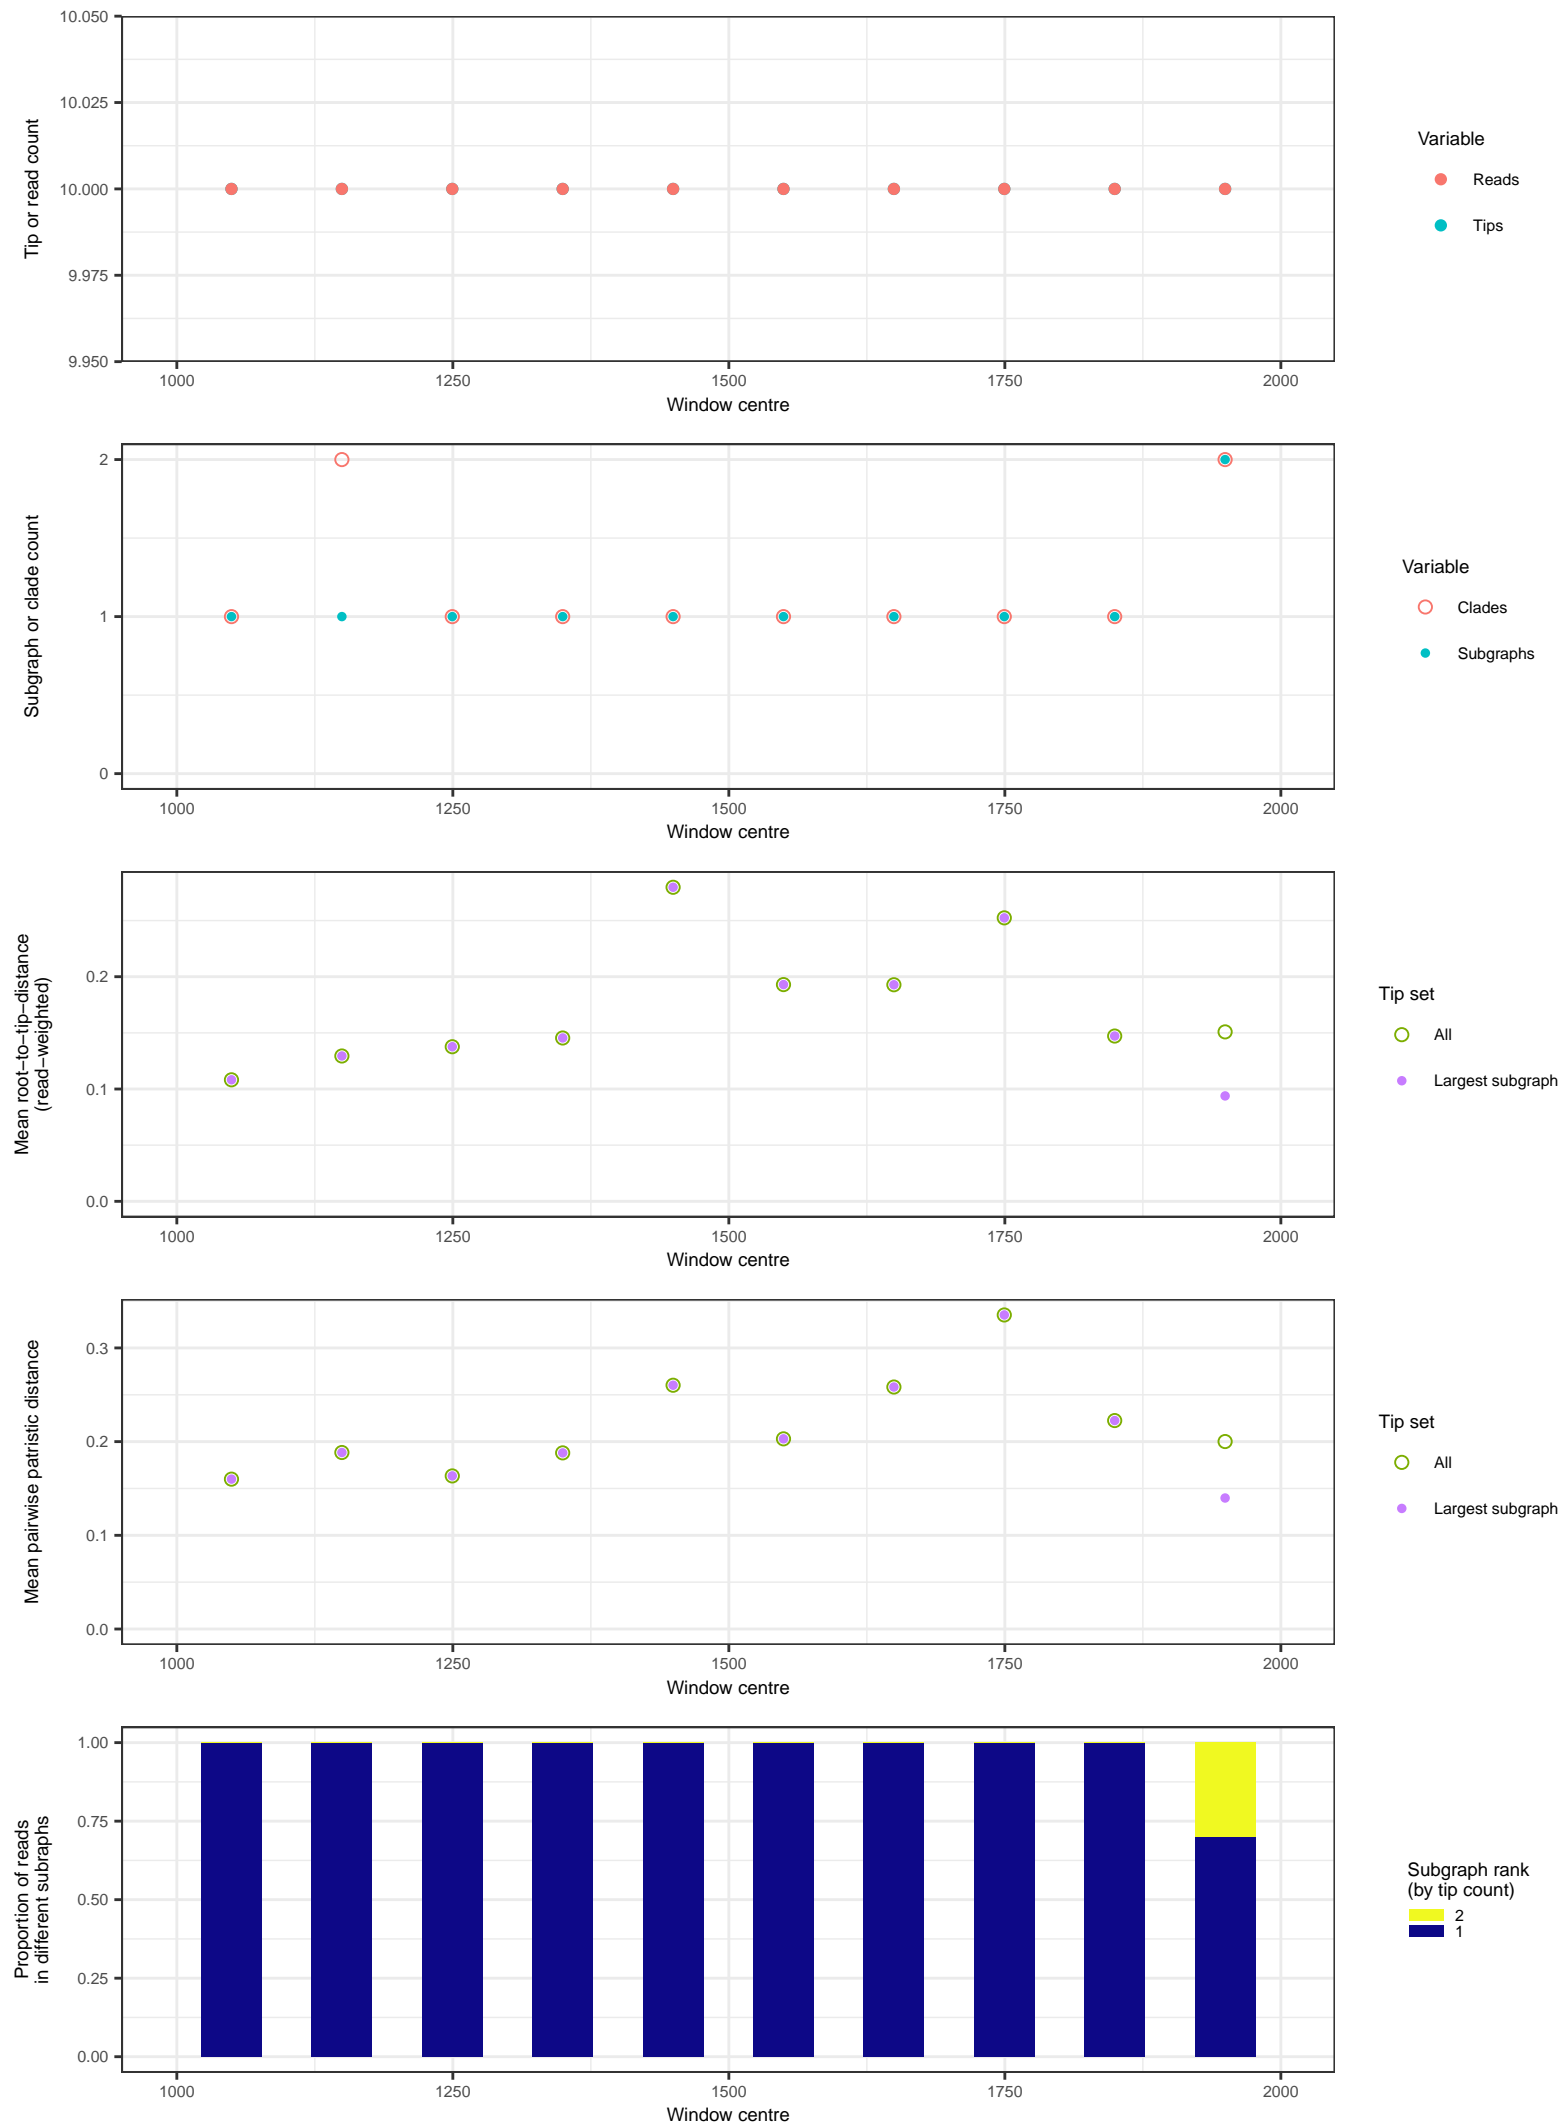 10.050
10.025
10.000
9.975
9.950
Tip or read count
1000 1250 1500 1750 2000
Window centre
Variable
Reads
Tips
2
1
0
Subgraph or clade count
1000 1250 1500 1750 2000
Window centre
Variable
Clades
Subgraphs
0.2
0.1
0.0
Mean root−to−tip−distance
(read−weighted)
1000 1250 1500 1750 2000
Window centre
Tip set
All
Largest subgraph
0.3
0.2
0.1
0.0
Mean pairwise patristic distance
1000 1250 1500 1750 2000
Window centre
Tip set
All
Largest subgraph
1.00
0.75
0.50
0.25
0.00
Proportion of reads
in different subraphs
1000 1250 1500 1750 2000
Window centre
Subgraph rank
(by tip count)
2
1